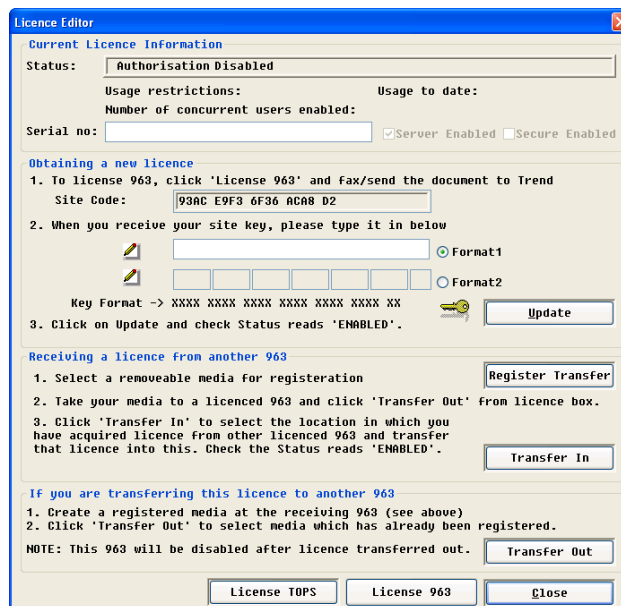 Licence Editor
Current Licence Information
Status: Authorisation Disabled
Usage restrictions: Usage to date:
Number of concurrent users enabled:
Serial no: Server Enabled Secure Enabled
Obtaining a new licence
1. To license 963, click 'License 963' and fax/send the document to Trend
Site Code: 93AC E9F3 6F36 ACA8 D2
2. When you receive your site key, please type it in below
Format1
Format2
Key Format -> XXXX XXXX XXXX XXXX XXXX XXXX XX
Update
3. Click on Update and check Status reads 'ENABLED'.
Receiving a licence from another 963
1. Select a removeable media for registeration
Register Transfer
2. Take your media to a licenced 963 and click 'Transfer Out' from licence box.
3. Click 'Transfer In' to select the location in which you
have acquired licence from other licenced 963 and transfer
that licence into this. Check the Status reads 'ENABLED'.
Transfer In
If you are transferring this licence to another 963
1. Create a registered media at the receiving 963 (see above)
2. Click 'Transfer Out' to select media which has already been registered.
NOTE: This 963 will be disabled after licence transferred out.
Transfer Out
License TOPS License 963 Close